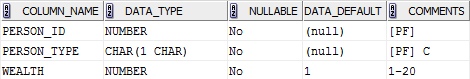 COLUMN_NAME DATA_TYPE NULLABLE DATA_DEFAULT COMMENTS
PERSON_ID NUMBER No (null) [PF]
PERSON_TYPE CHAR(1 CHAR) No (null) [PF] C
WEALTH NUMBER No 1 1-20